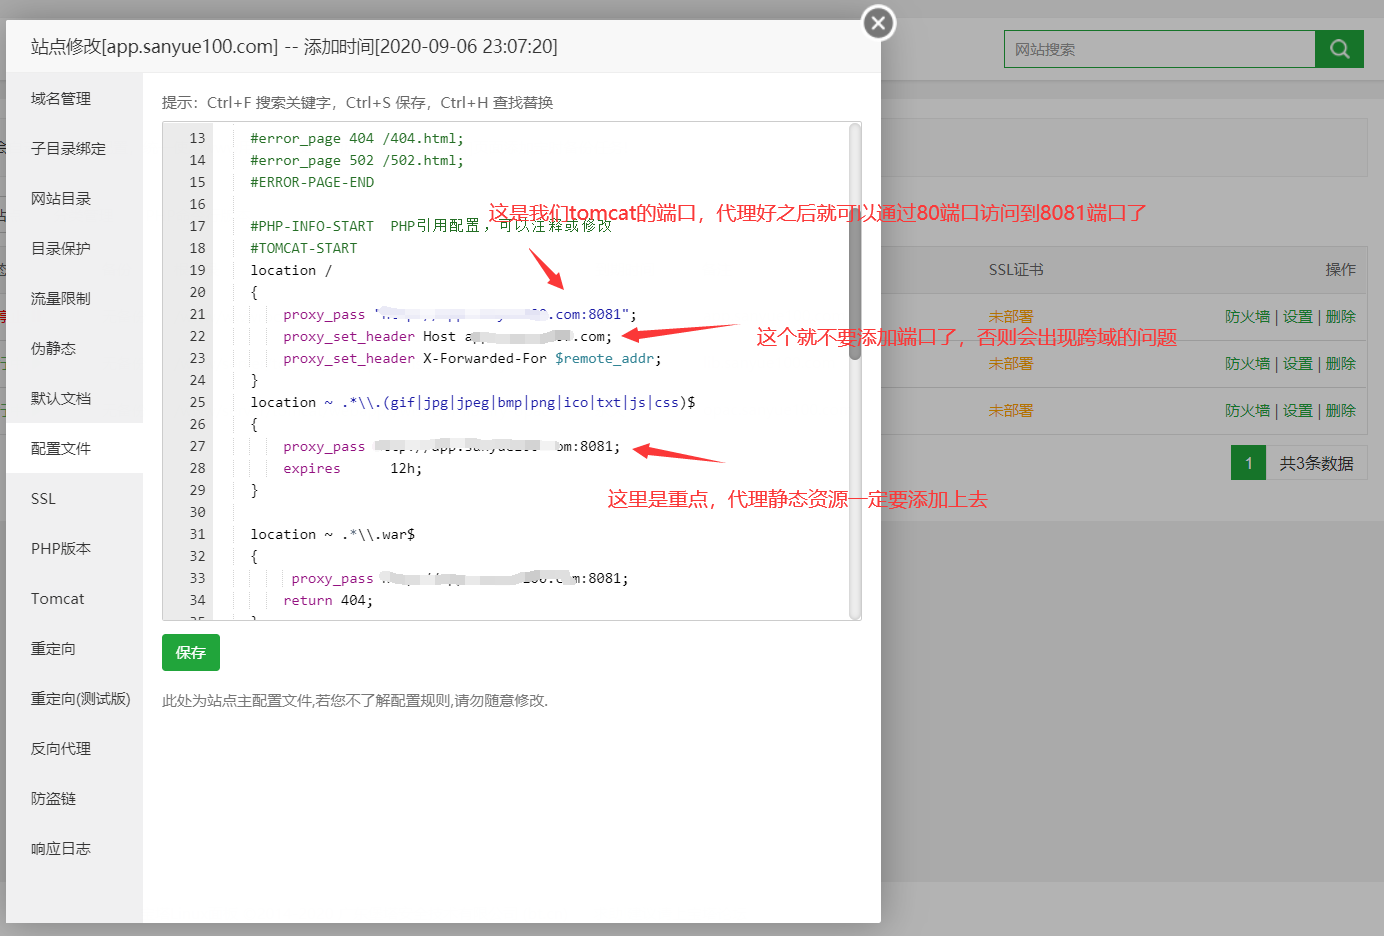 站点修改[app.sanyue100.com] -- 添加时间[2020-09-06 23:07:20]
网站搜索
域名管理
子目录绑定
网站目录
目录保护
流量限制
伪静态
默认文档
配置文件
SSL
PHP版本
Tomcat
重定向
重定向(测试版)
反向代理
防盗链
响应日志
提示：Ctrl+F 搜索关键字，Ctrl+S 保存，Ctrl+H 查找替换
13 #error_page 404 /404.html;
14 #error_page 502 /502.html;
15 #ERROR-PAGE-END
16
这是我们tomcat的端口，代理好之后就可以通过80端口访问到8081端口了
17 #PHP-INFO-START PHP引用配置，可以注释或修改
18 #TOMCAT-START
19 location /
20 {
21 proxy_pass ".com:8081";
22 proxy_set_header Host .com;
这个就不要添加端口了，否则会出现跨域的问题
23 proxy_set_header X-Forwarded-For $remote_addr;
24 }
25 location ~ .*\\.(gif|jpg|jpeg|bmp|png|ico|txt|js|css)$
26 {
27 proxy_pass om:8081;
28 expires 12h;
29 }
这里是重点，代理静态资源一定要添加上去
30
31 location ~ .*\\.war$
32 {
33 proxy_pass m:8081;
34 return 404;
保存
此处为站点主配置文件,若您不了解配置规则,请勿随意修改.
SSL证书 操作
未部署 防火墙 | 设置 | 删除
未部署 防火墙 | 设置 | 删除
未部署 防火墙 | 设置 | 删除
1 共3条数据